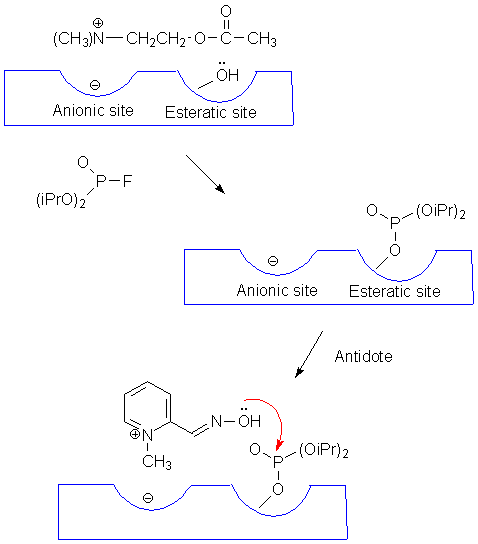 O
(CH₃)N⊕—CH₂CH₂-O—C—CH₃
ÖH
⊖
Anionic site Esteratic site
O
P—F
(iPrO)₂
O P (OiPr)₂
O
⊖
Anionic site Esteratic site
Antidote
N⊕ N—ÖH
CH₃
O P (OiPr)₂
O
⊖